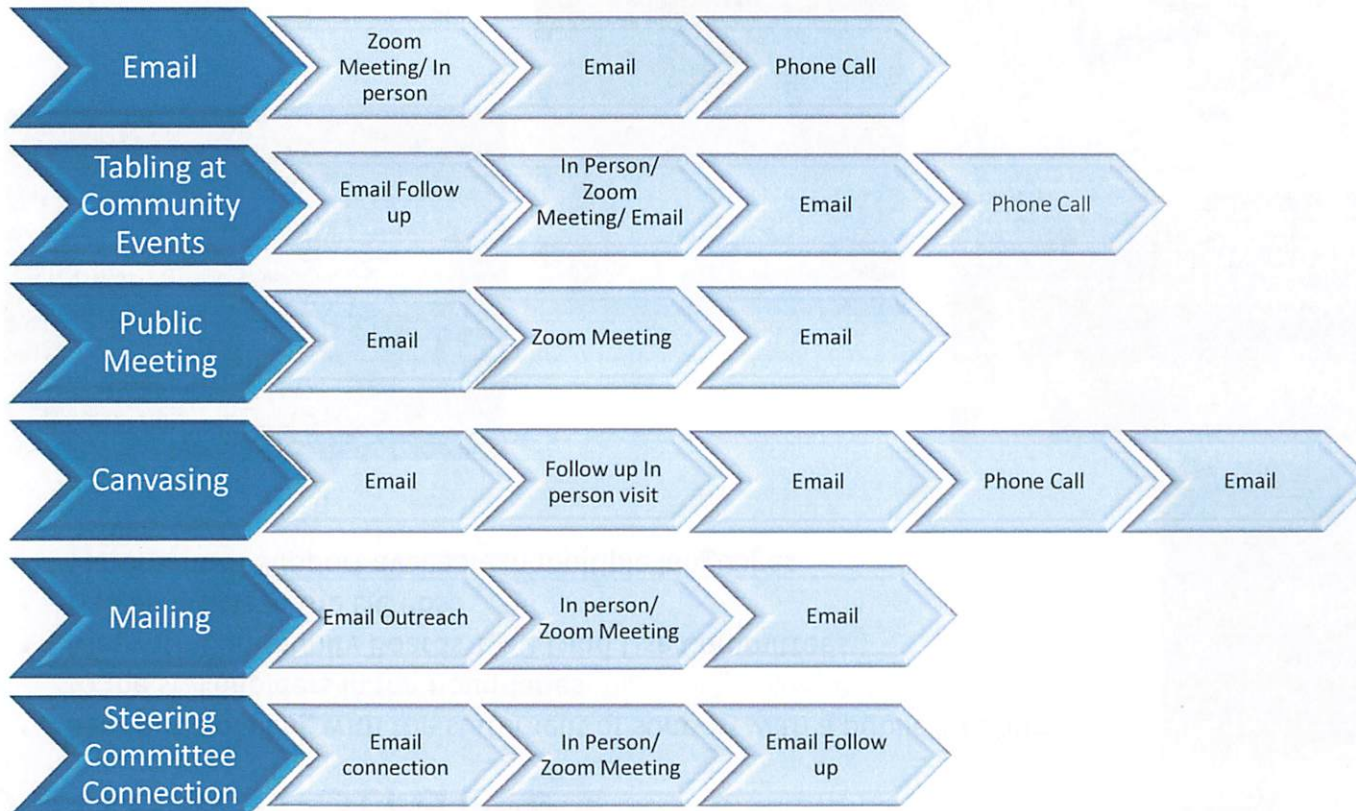 Email
Zoom
Meeting/ In
person
Email
Phone Call
Tabling at
Community
Events
Email Follow
up
In Person/
Zoom
Meeting/ Email
Email
Phone Call
Public
Meeting
Email
Zoom Meeting
Email
Canvasing
Email
Follow up In
person visit
Email
Phone Call
Email
Mailing
Email Outreach
In person/
Zoom Meeting
Email
Steering
Committee
Connection
Email
connection
In Person/
Zoom Meeting
Email Follow
up